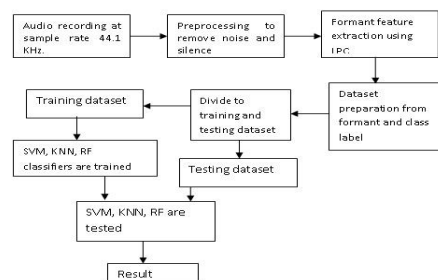 Audio recording at
sample rate 44.1
KHz.
Preprocessing to
remove noise and
silence
Formant feature
extraction using
LPC
Dataset
preparation from
formant and class
label
Divide to
training and
testing dataset
Training dataset
SVM, KNN, RF
classifiers are trained
Testing dataset
SVM, KNN, RF are
tested
Result